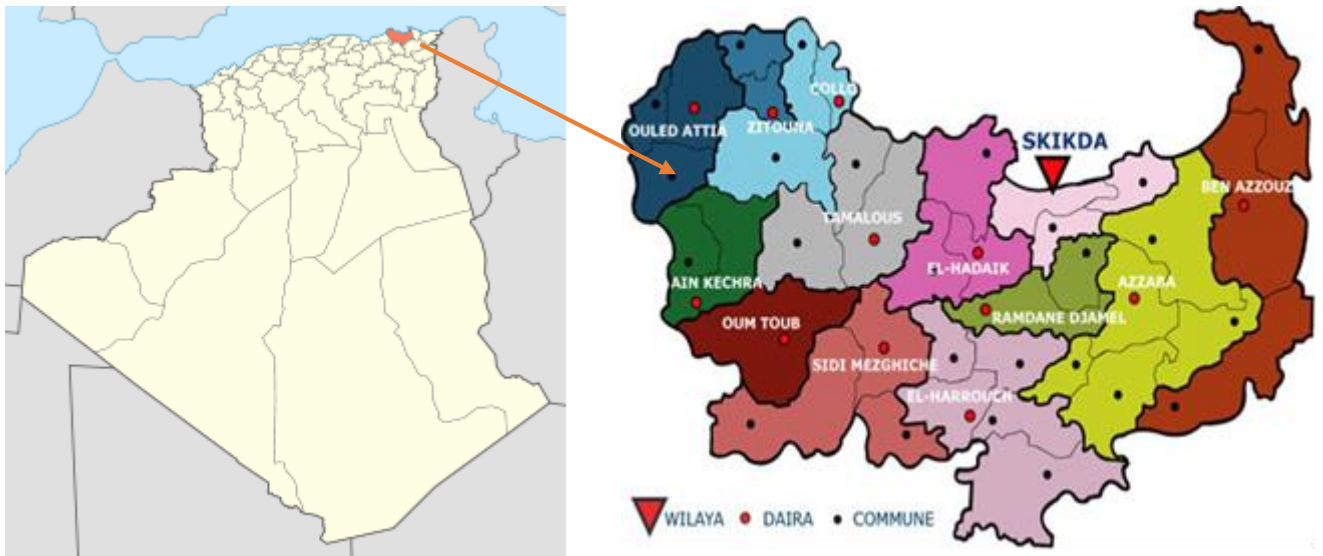 COLLO
OULED ATTIA
ZITOUNA
SKIKDA
BEN AZZOUZ
TAMALOUS
EL-HADAIK
AIN KECHRA
AZZABA
OUM TOUB
RAMDANE DJAMEL
SIDI MEZGHICHE
EL-HARROUCH
WILAYA DAIRA COMMUNE